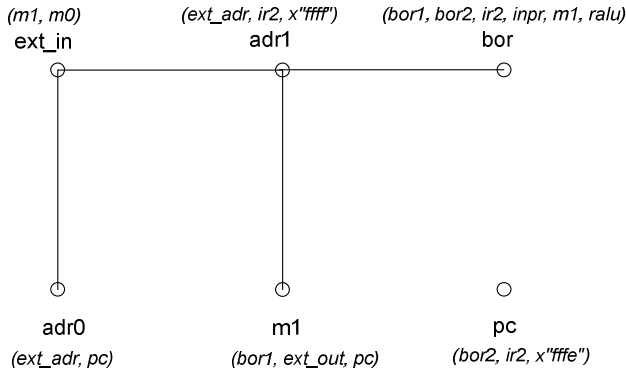 (m1, m0) (ext_adr, ir2, x"ffff") (bor1, bor2, ir2, inpr, m1, ralu)
ext_in adr1 bor
adr0 m1 pc
(ext_adr, pc) (bor1, ext_out, pc) (bor2, ir2, x"fffe")